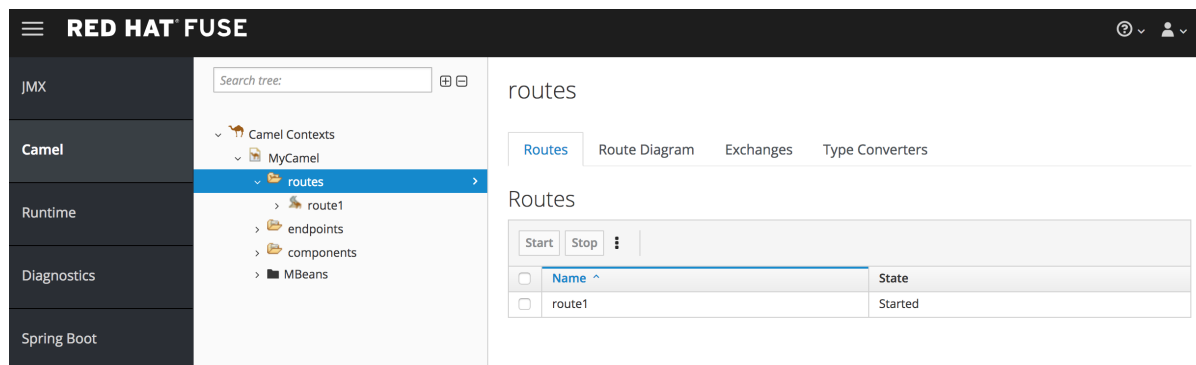 RED HAT® FUSE
JMX
Camel
Runtime
Diagnostics
Spring Boot
Search tree:
Camel Contexts
MyCamel
routes
route1
endpoints
components
MBeans
routes
Routes Route Diagram Exchanges Type Converters
Routes
Start Stop
Name State
route1 Started